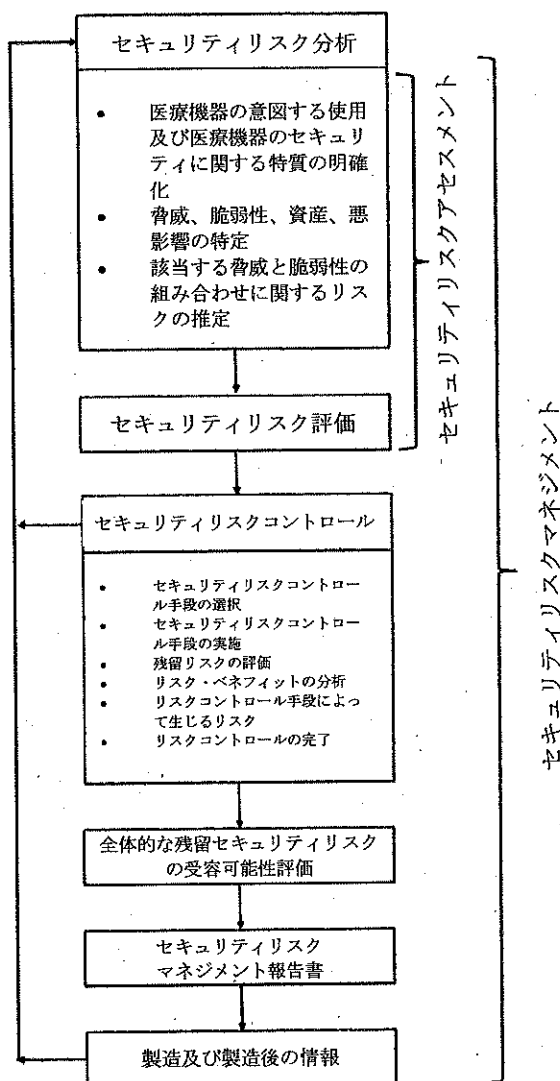 セキュリティリスク分析
• 医療機器の意図する使用
及び医療機器のセキュリ
ティに関する特質の明確
化
• 脅威、脆弱性、資産、悪
影響の特定
• 該当する脅威と脆弱性の
組み合わせに関するリス
クの推定
セキュリティリスク評価
セキュリティリスクアセスメント
セキュリティリスクコントロール
• セキュリティリスクコントロー
ル手段の選択
• セキュリティリスクコントロー
ル手段の実施
• 残留リスクの評価
• リスク・ベネフィットの分析
• リスクコントロール手段によっ
て生じるリスク
• リスクコントロールの完了
全体的な残留セキュリティリスク
の受容可能性評価
セキュリティリスク
マネジメント報告書
製造及び製造後の情報
セキュリティリスクマネジメント